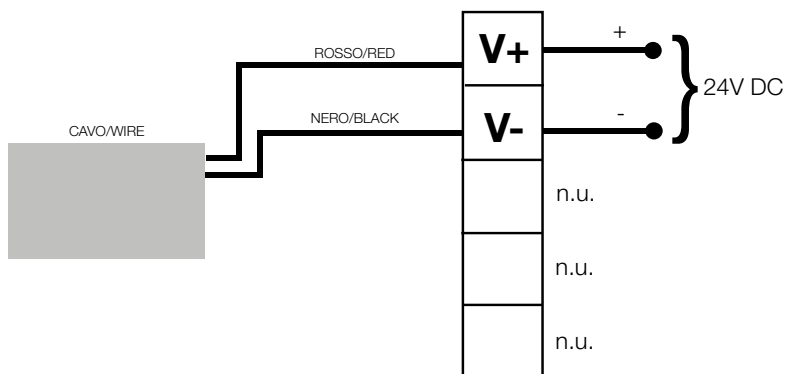 ROSSO/RED
V+
+
24V DC
CAVO/WIRE
NERO/BLACK
V-
-
n.u.
n.u.
n.u.